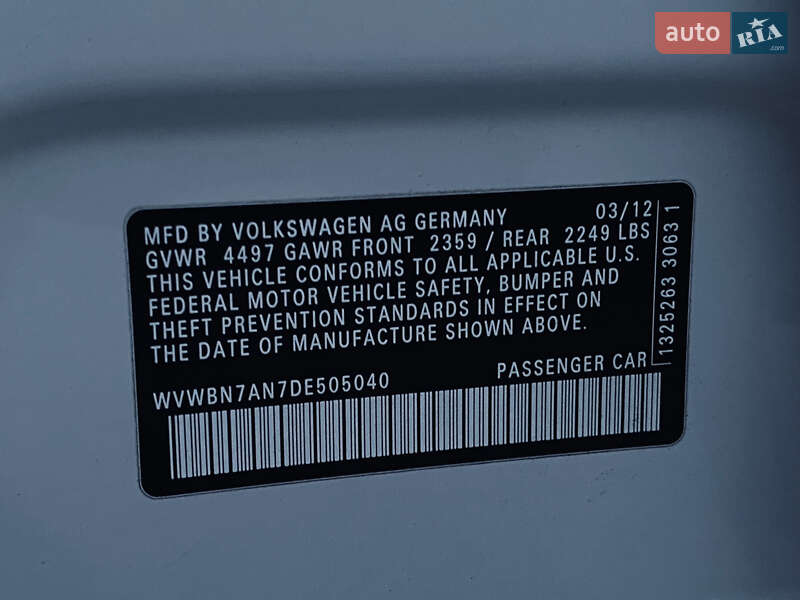 auto RIA .com
MFD BY VOLKSWAGEN AG GERMANY 03/12
GVWR 4497 GAWR FRONT 2359 / REAR 2249 LBS
THIS VEHICLE CONFORMS TO ALL APPLICABLE U.S.
FEDERAL MOTOR VEHICLE SAFETY, BUMPER AND
THEFT PREVENTION STANDARDS IN EFFECT ON
THE DATE OF MANUFACTURE SHOWN ABOVE.
WVWBN7AN7DE505040 PASSENGER CAR
1325263 3063 1